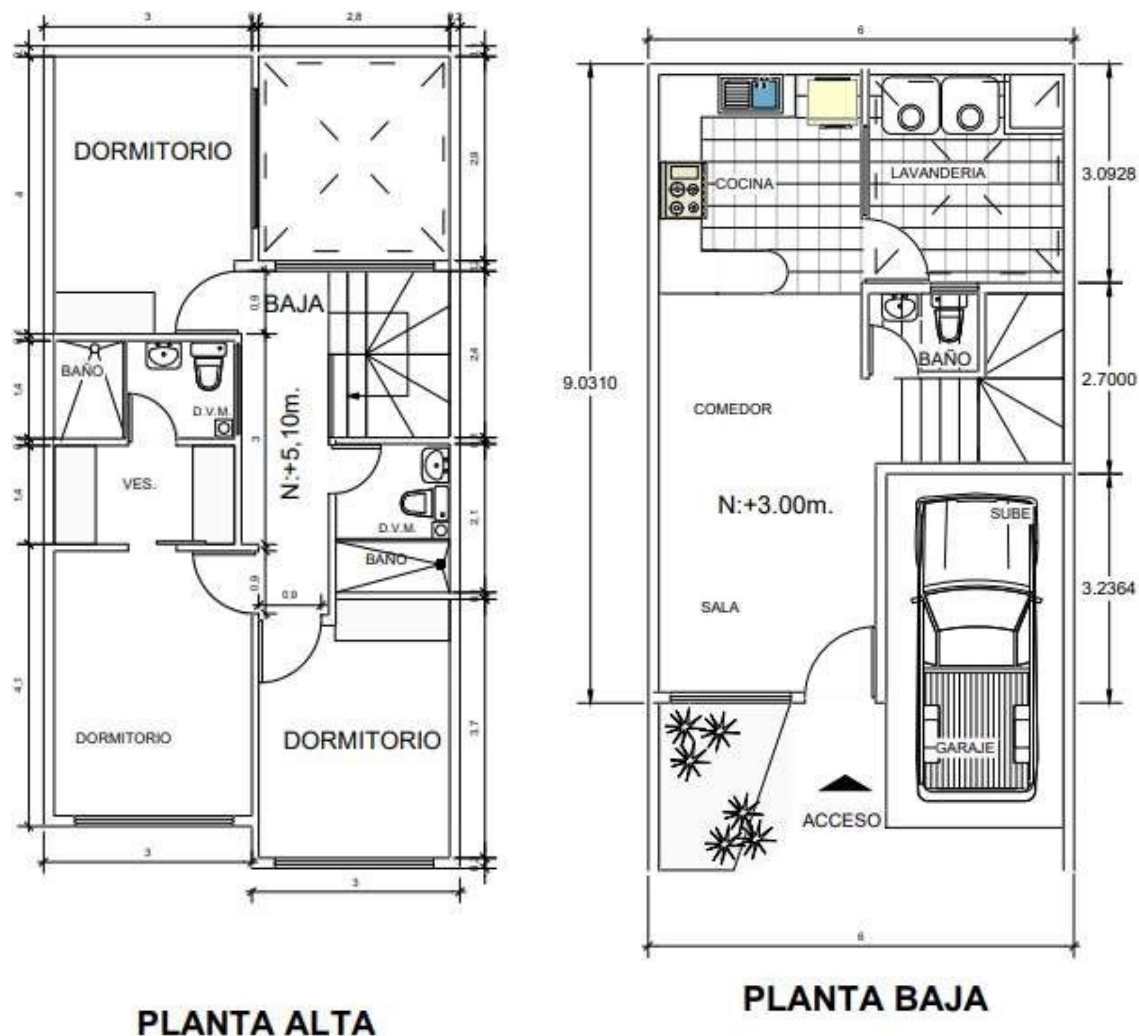 3
2,8
DORMITORIO
2,8
4
BAJA
0,9
2,4
BAÑO
1,4
D.V.M.
3
N:+5,10m.
VES.
1,4
D.V.M.
2,1
BAÑO
0,9
0,9
4,1
DORMITORIO
DORMITORIO
3,7
3
3
PLANTA ALTA
6
COCINA
LAVANDERIA
3.0928
9.0310
BAÑO
2.7000
COMEDOR
N:+3.00m.
SUBE
3.2364
SALA
GARAJE
ACCESO
6
PLANTA BAJA